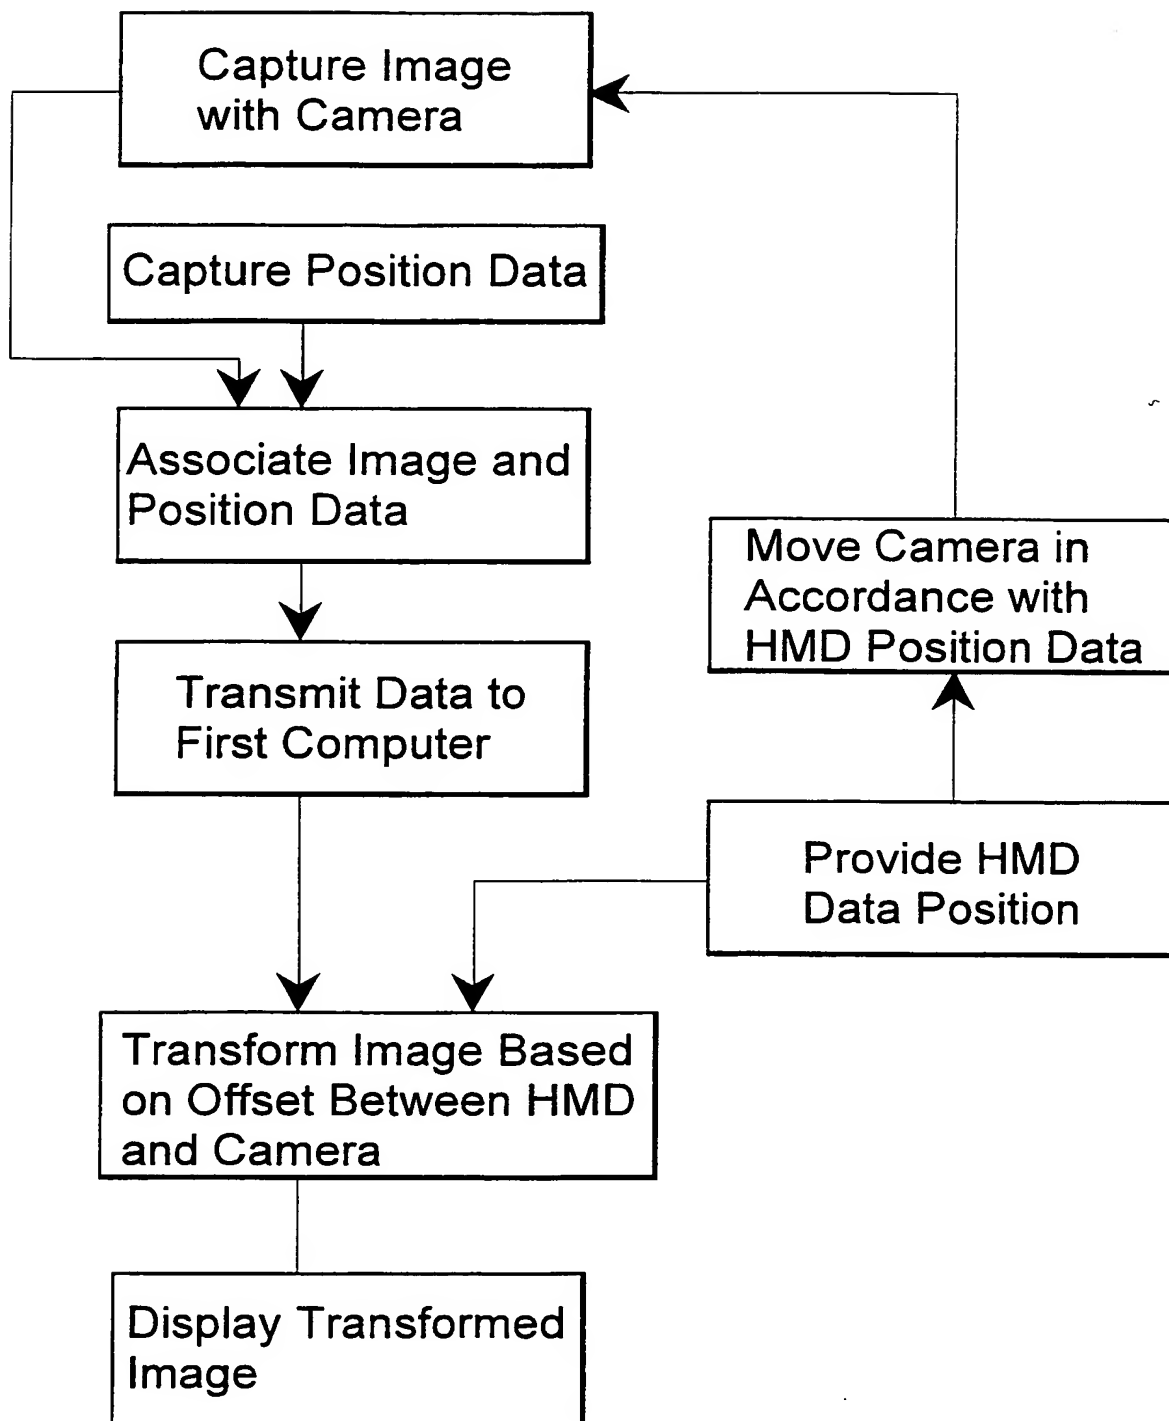 Capture Image
with Camera
Capture Position Data
Associate Image and
Position Data
Move Camera in
Accordance with
HMD Position Data
Transmit Data to
First Computer
Provide HMD
Data Position
Transform Image Based
on Offset Between HMD
and Camera
Display Transformed
Image